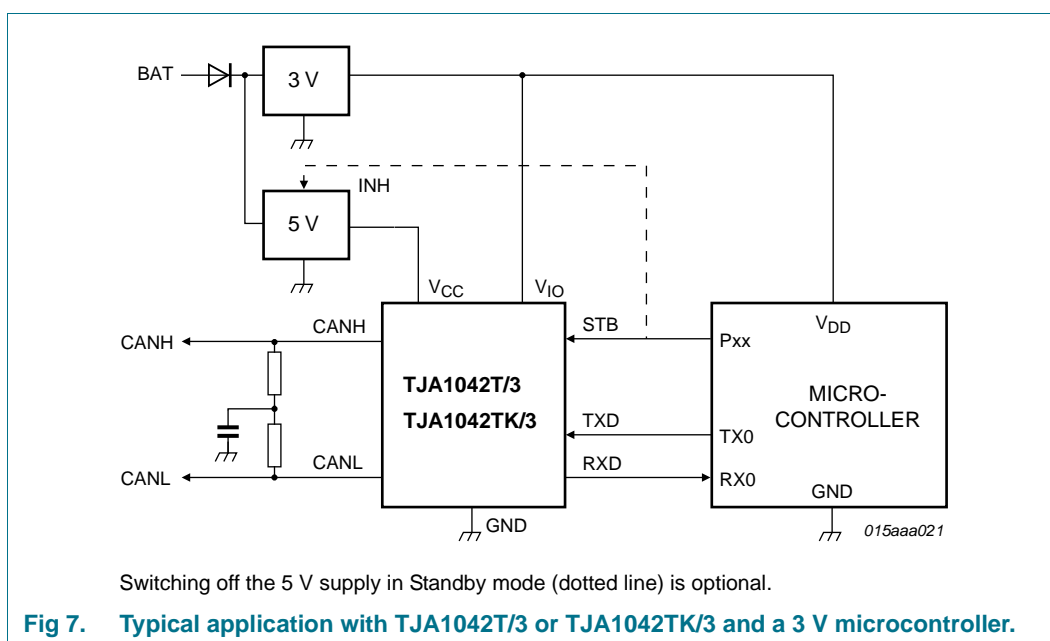 BAT
3 V
INH
5 V
VCC
VIO
CANH
CANH
STB
Pxx
VDD
TJA1042T/3
TJA1042TK/3
MICRO-
CONTROLLER
TXD
TX0
CANL
CANL
RXD
RX0
GND
GND
015aaa021
Switching off the 5 V supply in Standby mode (dotted line) is optional.
Fig 7. Typical application with TJA1042T/3 or TJA1042TK/3 and a 3 V microcontroller.